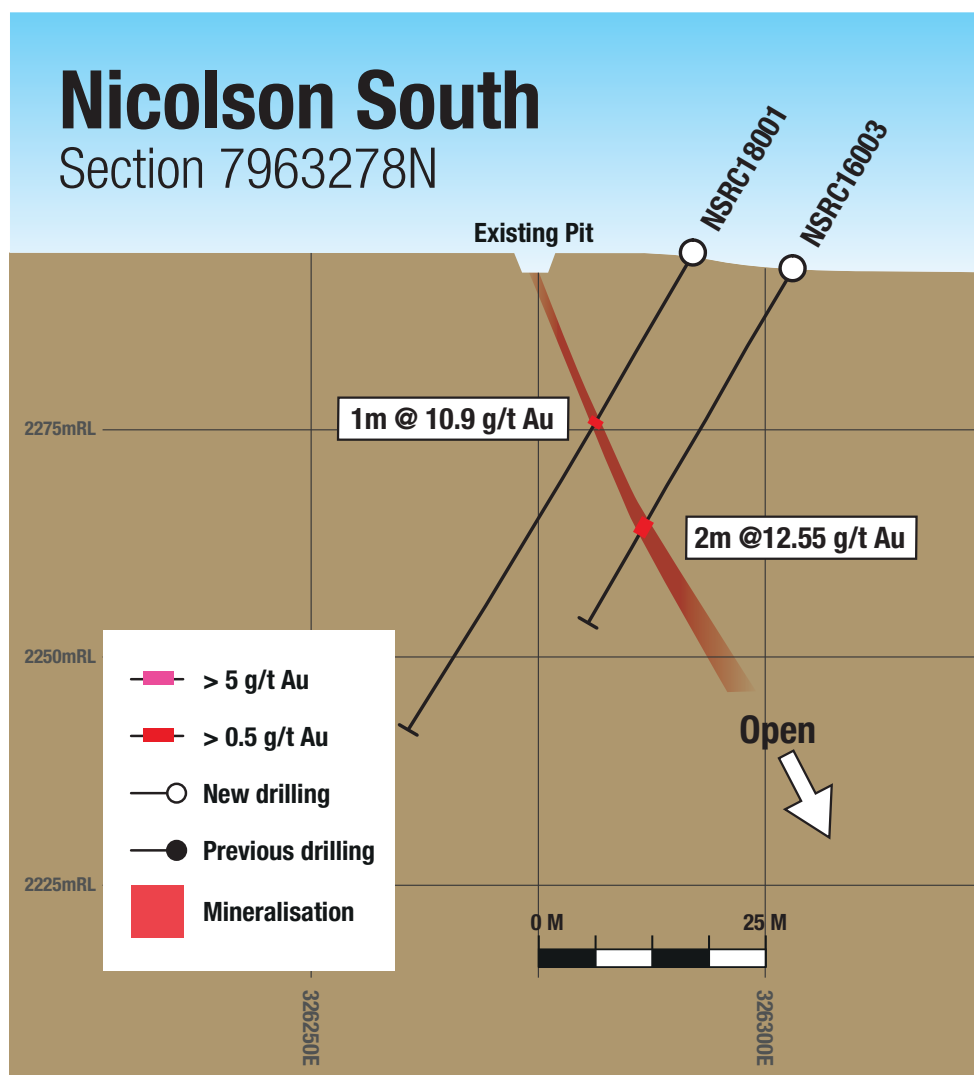 Nicolson South
Section 7963278N
NSRC18001
NSRC16003
Existing Pit
1m @ 10.9 g/t Au
2275mRL
2m @12.55 g/t Au
2250mRL
> 5 g/t Au
> 0.5 g/t Au
New drilling
Previous drilling
Mineralisation
Open
2225mRL
0 M
25 M
326250E
326300E